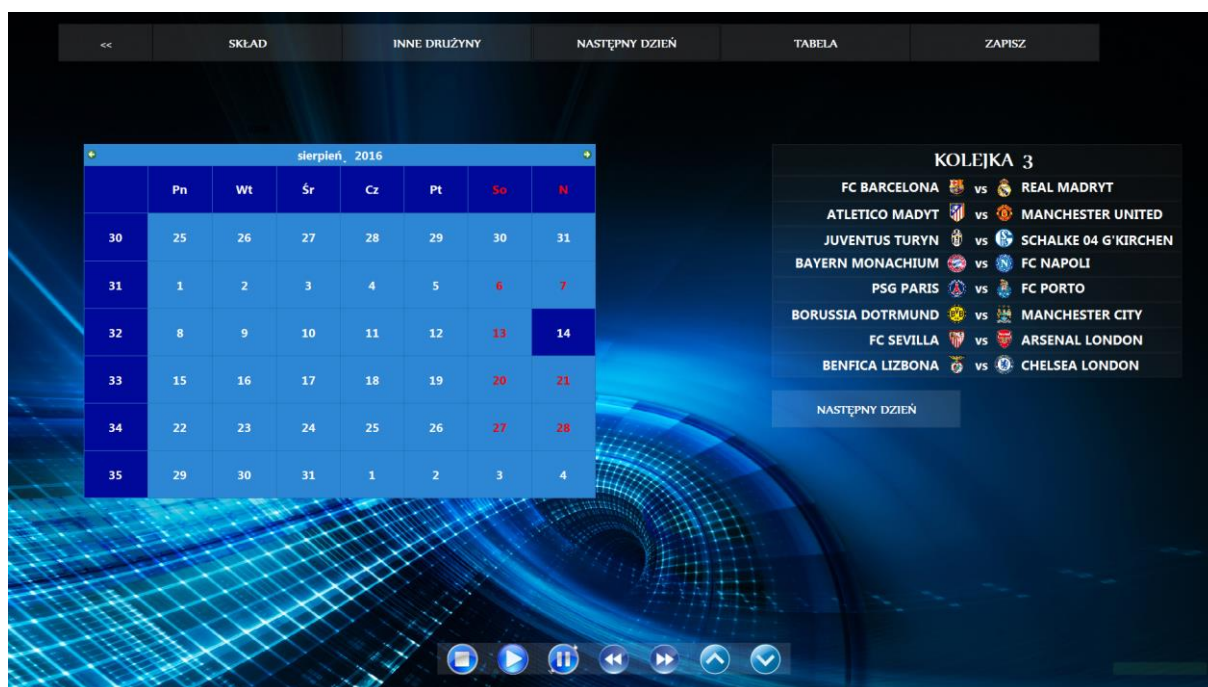 << SKŁAD INNE DRUŻYNY NASTĘPNY DZIEŃ TABELA ZAPISZ
sierpień, 2016
Pn Wt Śr Cz Pt So N
30 25 26 27 28 29 30 31
31 1 2 3 4 5 6 7
32 8 9 10 11 12 13 14
33 15 16 17 18 19 20 21
34 22 23 24 25 26 27 28
35 29 30 31 1 2 3 4
KOLEJKA 3
FC BARCELONA vs REAL MADRYT
ATLETICO MADYT vs MANCHESTER UNITED
JUVENTUS TURYN vs SCHALKE 04 G'KIRCHEN
BAYERN MONACHIUM vs FC NAPOLI
PSG PARIS vs FC PORTO
BORUSSIA DOTRMUND vs MANCHESTER CITY
FC SEVILLA vs ARSENAL LONDON
BENFICA LIZBONA vs CHELSEA LONDON
NASTĘPNY DZIEŃ